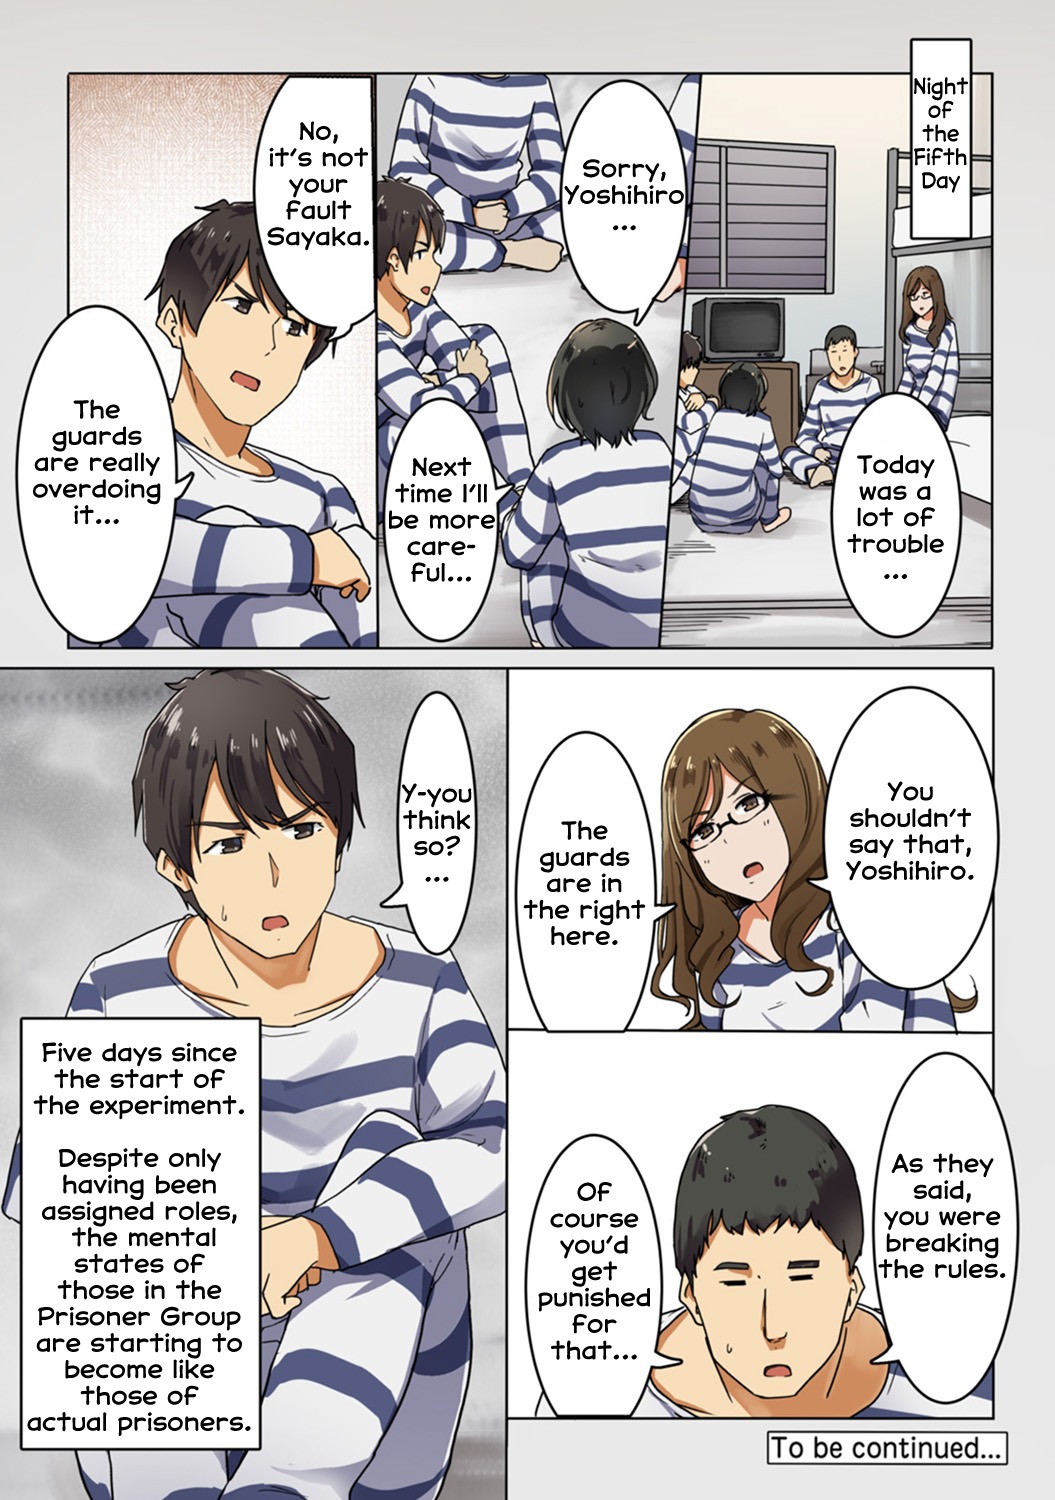 Night
of
the
Fifth
Day
Today
was a
lot of
trouble
...
Sorry,
Yoshihiro
...
Next
time I'll
be more
care-
ful...
No,
it's not
your
fault
Sayaka.
The
guards
are really
overdoing
it...
You
shouldn't
say that,
Yoshihiro.
The
guards
are in
the right
here.
As they
said,
you were
breaking
the rules.
Of
course
you'd
get
punished
for
that...
Y-you
think
so?
...
Five days since
the start of
the experiment.
Despite only
having been
assigned roles,
the mental
states of
those in the
Prisoner Group
are starting to
become like
those of
actual prisoners.
To be continued...